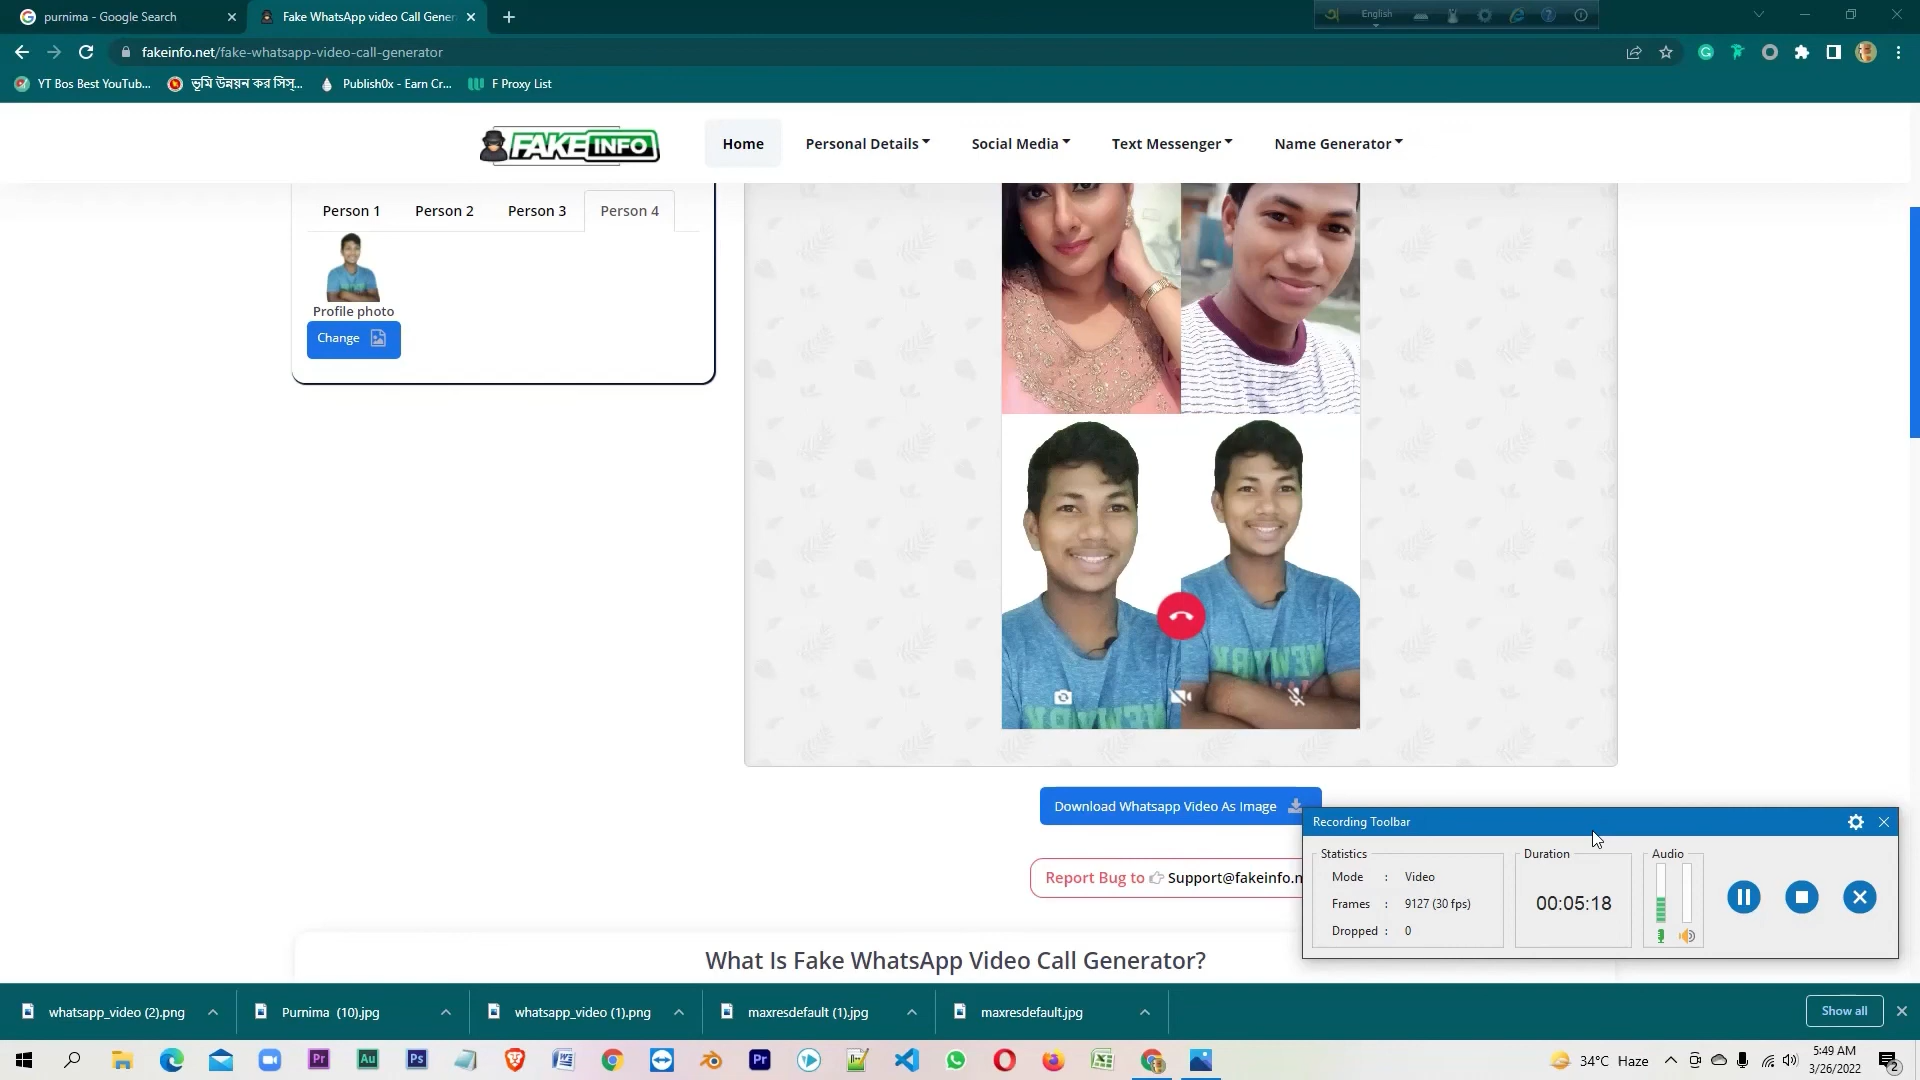 purnima - Google Search
Fake WhatsApp video Call Gener
English
fakeinfo.net/fake-whatsapp-video-call-generator
YT Bos Best YouTub...
ভূমি উন্নয়ন কর সিস্...
Publish0x - Earn Cr...
F Proxy List
FAKE INFO
Home
Personal Details
Social Media
Text Messenger
Name Generator
Person 1
Person 2
Person 3
Person 4
Profile photo
Change
Download Whatsapp Video As Image
Report Bug to
Support@fakeinfo.n
Recording Toolbar
Statistics
Mode : Video
Frames : 9127 (30 fps)
Dropped : 0
Duration
00:05:18
Audio
What Is Fake WhatsApp Video Call Generator?
whatsapp_video (2).png
Purnima (10).jpg
whatsapp_video (1).png
maxresdefault (1).jpg
maxresdefault.jpg
Show all
34°C Haze
5:49 AM
3/26/2022
2